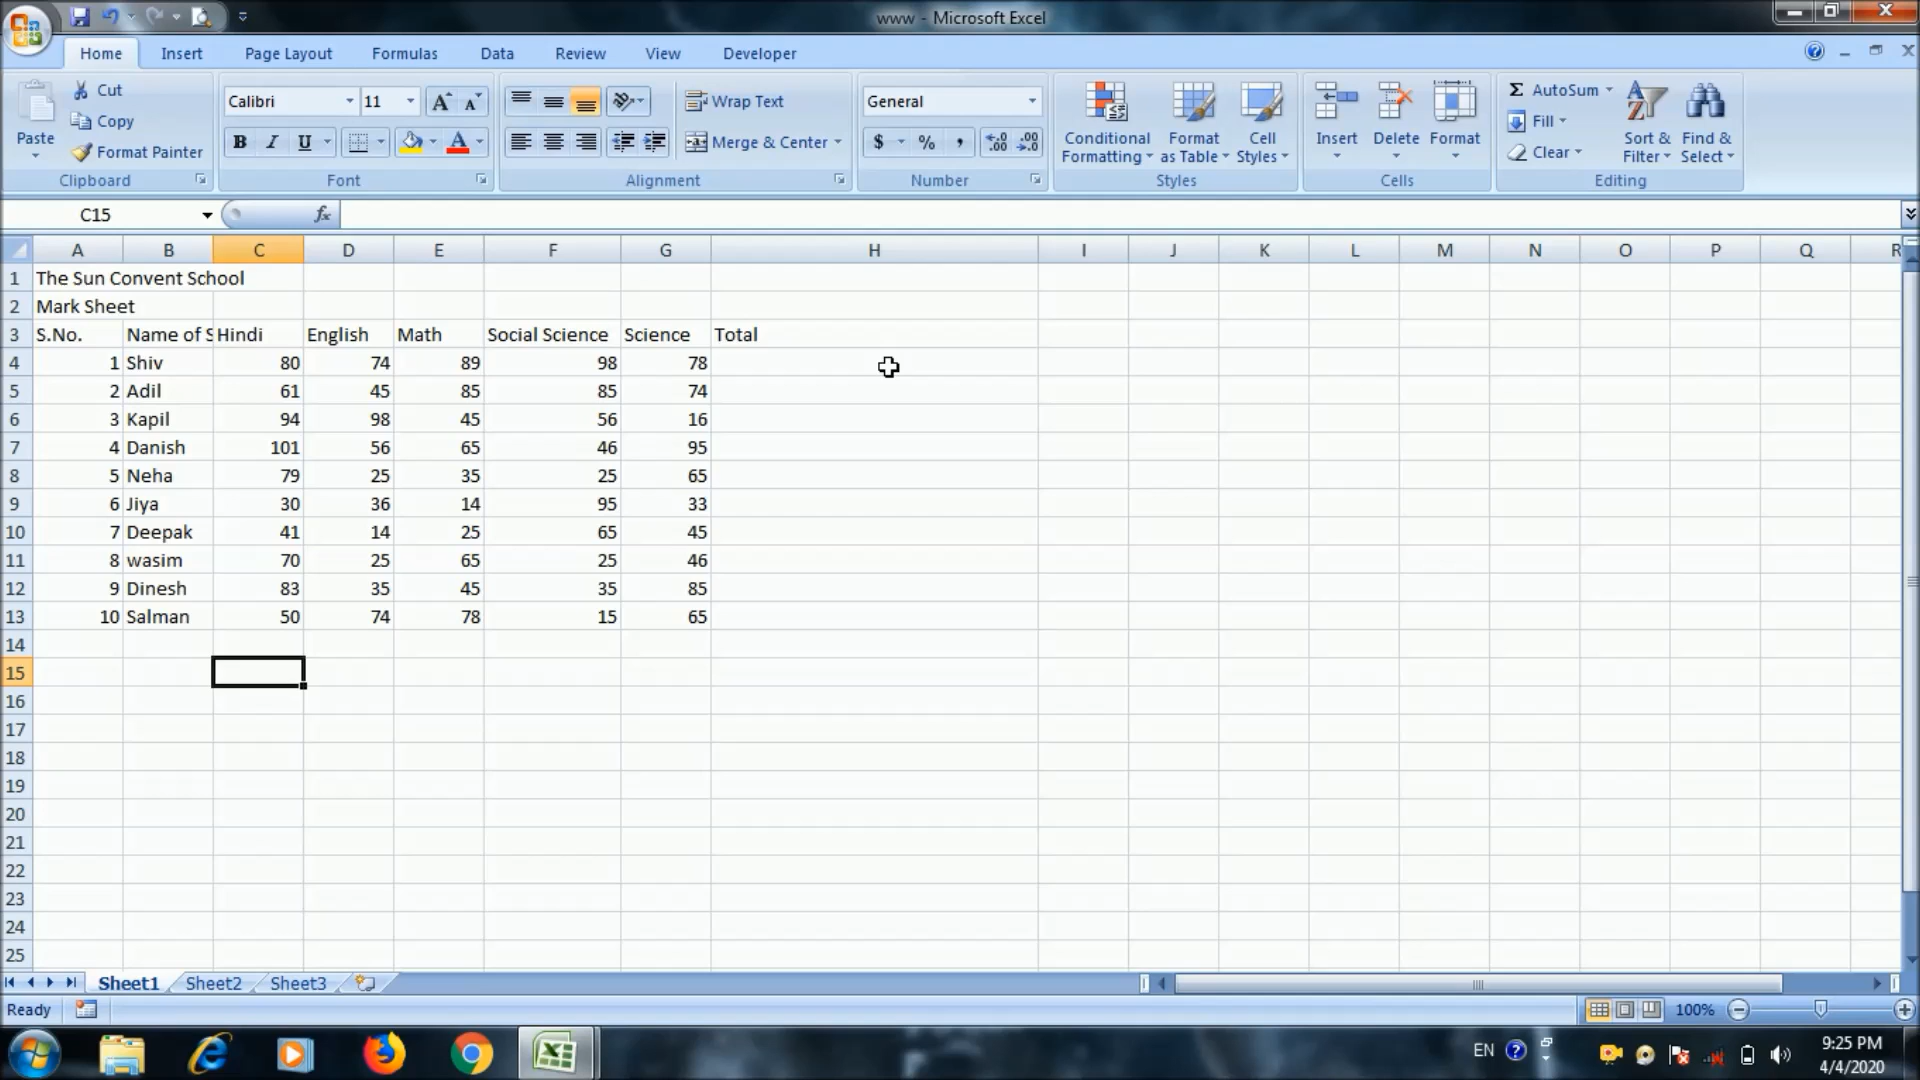 www - Microsoft Excel
Home Insert Page Layout Formulas Data Review View Developer
Paste
Cut
Copy
Format Painter
Clipboard
Calibri 11
B I U A
Font
Wrap Text
Merge & Center
Alignment
General
$ % , .0 .00 .00 .0
Number
Conditional Formatting
Format as Table
Cell Styles
Styles
Insert Delete Format
Cells
Σ AutoSum
Fill
Clear
Sort & Filter
Find & Select
Editing
C15 fx
A B C D E F G H I J K L M N O P Q R
1 The Sun Convent School
2 Mark Sheet
3 S.No. Name of S Hindi English Math Social Science Science Total
4 1 Shiv 80 74 89 98 78
5 2 Adil 61 45 85 85 74
6 3 Kapil 94 98 45 56 16
7 4 Danish 101 56 65 46 95
8 5 Neha 79 25 35 25 65
9 6 Jiya 30 36 14 95 33
10 7 Deepak 41 14 25 65 45
11 8 wasim 70 25 65 25 46
12 9 Dinesh 83 35 45 35 85
13 10 Salman 50 74 78 15 65
14
15
16
17
18
19
20
21
22
23
24
25
Sheet1 Sheet2 Sheet3
Ready 100%
EN 9:25 PM
4/4/2020